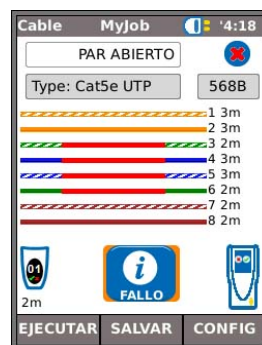 Cable MyJob '4:18
PAR ABIERTO
Type: Cat5e UTP 568B
1 3m
2 3m
3 2m
4 3m
5 3m
6 2m
7 2m
8 2m
01
2m
i
FALLO
EJECUTAR SALVAR CONFIG